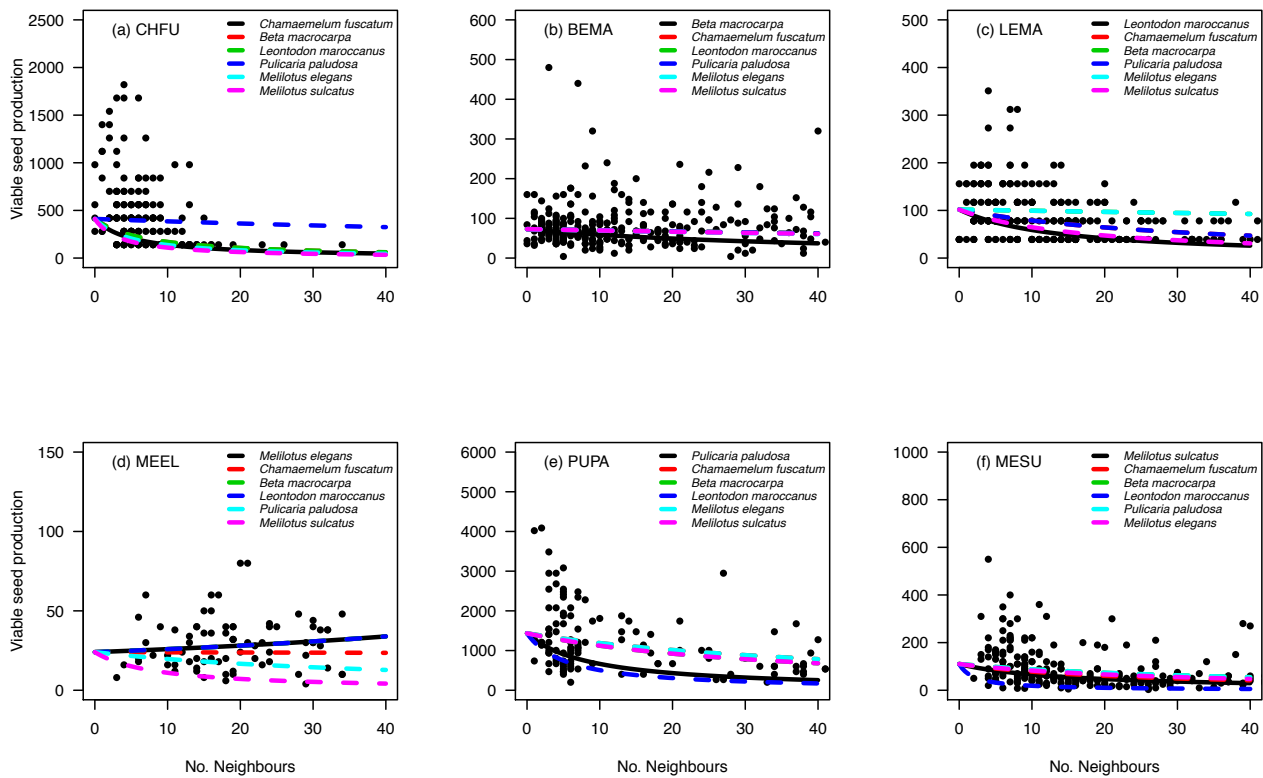 (a) CHFU
Chamaemelum fuscatum
Beta macrocarpa
Leontodon maroccanus
Pulicaria paludosa
Melilotus elegans
Melilotus sulcatus
Viable seed production
2500
2000
1500
1000
500
0
0 10 20 30 40
(b) BEMA
Beta macrocarpa
Chamaemelum fuscatum
Leontodon maroccanus
Pulicaria paludosa
Melilotus elegans
Melilotus sulcatus
600
500
400
300
200
100
0
0 10 20 30 40
(c) LEMA
Leontodon maroccanus
Chamaemelum fuscatum
Beta macrocarpa
Pulicaria paludosa
Melilotus elegans
Melilotus sulcatus
500
400
300
200
100
0
0 10 20 30 40
(d) MEEL
Melilotus elegans
Chamaemelum fuscatum
Beta macrocarpa
Leontodon maroccanus
Pulicaria paludosa
Melilotus sulcatus
Viable seed production
150
100
50
0
0 10 20 30 40
No. Neighbours
(e) PUPA
Pulicaria paludosa
Chamaemelum fuscatum
Beta macrocarpa
Leontodon maroccanus
Melilotus elegans
Melilotus sulcatus
6000
5000
4000
3000
2000
1000
0
0 10 20 30 40
No. Neighbours
(f) MESU
Melilotus sulcatus
Chamaemelum fuscatum
Beta macrocarpa
Leontodon maroccanus
Pulicaria paludosa
Melilotus elegans
1000
800
600
400
200
0
0 10 20 30 40
No. Neighbours